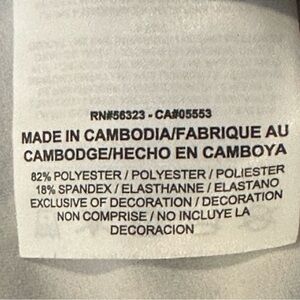 RN#56323 - CA#05553
MADE IN CAMBODIA/FABRIQUE AU
CAMBODGE/HECHO EN CAMBOYA
82% POLYESTER / POLYESTER / POLIESTER
18% SPANDEX / ELASTHANNE / ELASTANO
EXCLUSIVE OF DECORATION / DECORATION
NON COMPRISE / NO INCLUYE LA
DECORACION